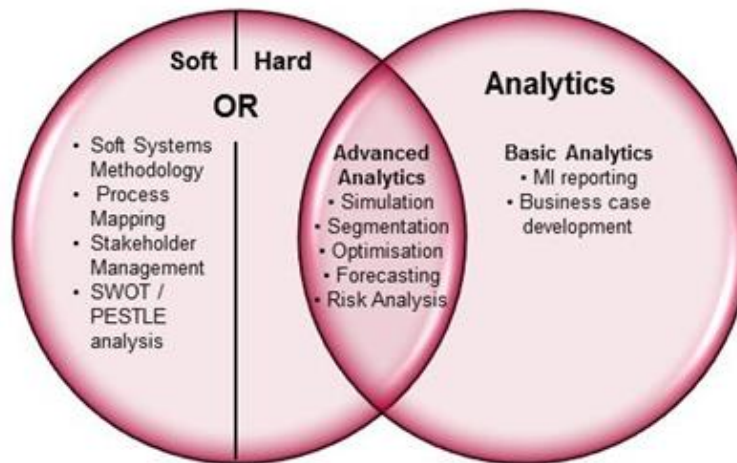 Soft Hard
OR
• Soft Systems
Methodology
• Process
Mapping
• Stakeholder
Management
• SWOT /
PESTLE
analysis
Advanced
Analytics
• Simulation
• Segmentation
• Optimisation
• Forecasting
• Risk Analysis
Analytics
Basic Analytics
• MI reporting
• Business case
development